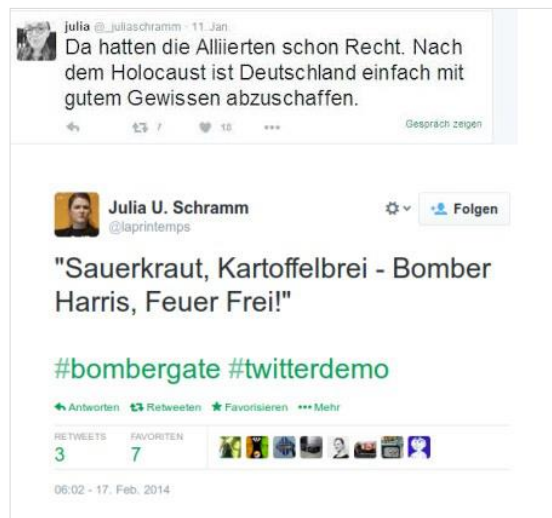 julia @_juliaschramm · 11. Jan.
Da hatten die Alliierten schon Recht. Nach
dem Holocaust ist Deutschland einfach mit
gutem Gewissen abzuschaffen.
7 18 Gespräch zeigen
Julia U. Schramm
@laprintemps
Folgen
"Sauerkraut, Kartoffelbrei - Bomber
Harris, Feuer Frei!"
#bombergate #twitterdemo
Antworten Retweeten Favorisieren Mehr
RETWEETS FAVORITEN
3 7
06:02 - 17. Feb. 2014